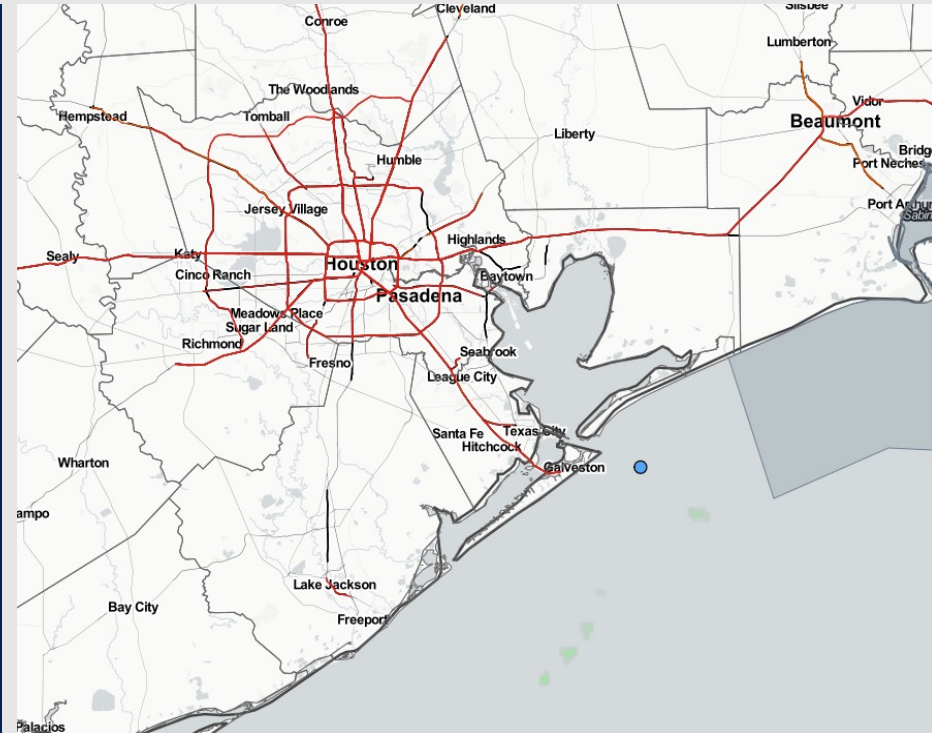 Cleveland
Conroe
Silsbee
Lumberton
The Woodlands
Vidor
Hempstead
Tomball
Beaumont
Liberty
Humble
Port Neches
Port Arthur
Jersey Village
Highlands
Sealy
Katy
Houston
Cinco Ranch
Baytown
Pasadena
Meadows Place
Sugar Land
Richmond
Seabrook
Fresno
League City
Santa Fe
Texas City
Hitchcock
Wharton
Galveston
ampo
Lake Jackson
Bay City
Freeport
Palacios